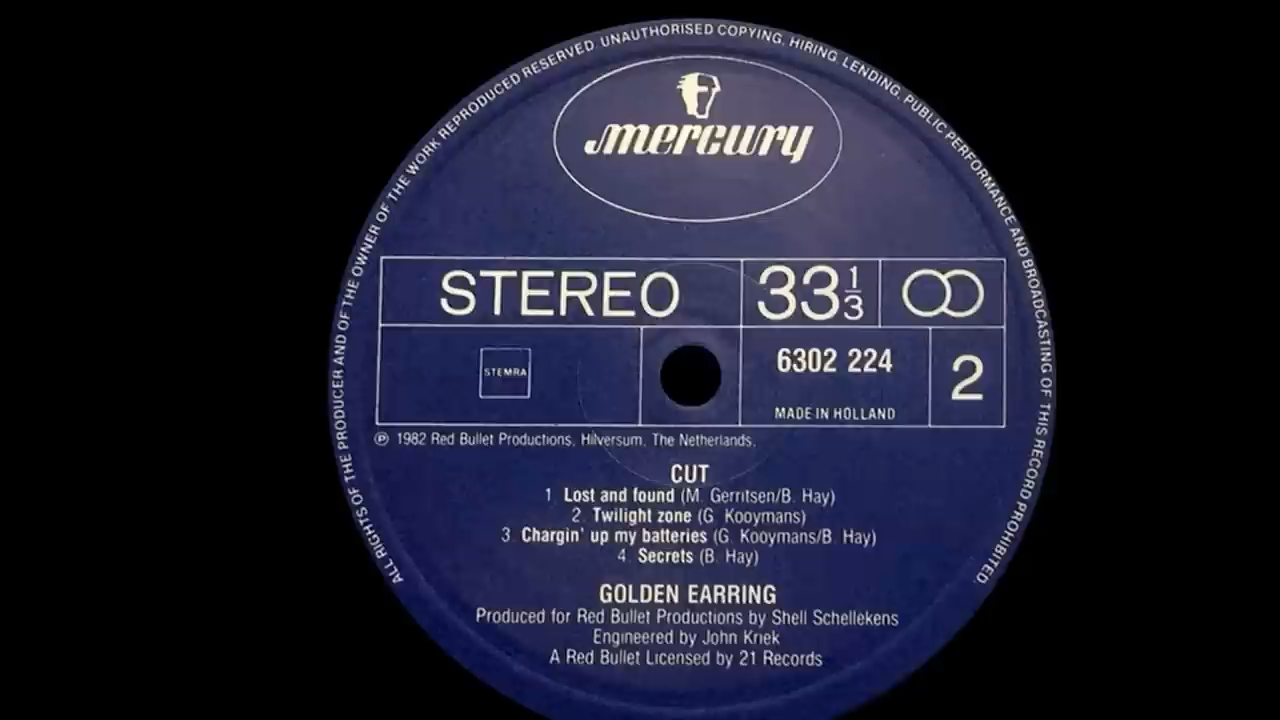 ALL RIGHTS OF THE PRODUCER AND OF THE OWNER OF THE WORK REPRODUCED RESERVED. UNAUTHORISED COPYING, HIRING, LENDING, PUBLIC PERFORMANCE AND BROADCASTING OF THIS RECORD PROHIBITED.
mercury
STEREO 33 1/3
STEMRA
6302 224
2
MADE IN HOLLAND
℗ 1982 Red Bullet Productions, Hilversum, The Netherlands.
CUT
1. Lost and found (M. Gerritsen/B. Hay)
2. Twilight zone (G. Kooymans)
3. Chargin' up my batteries (G. Kooymans/B. Hay)
4. Secrets (B. Hay)
GOLDEN EARRING
Produced for Red Bullet Productions by Shell Schellekens
Engineered by John Kriek
A Red Bullet Licensed by 21 Records